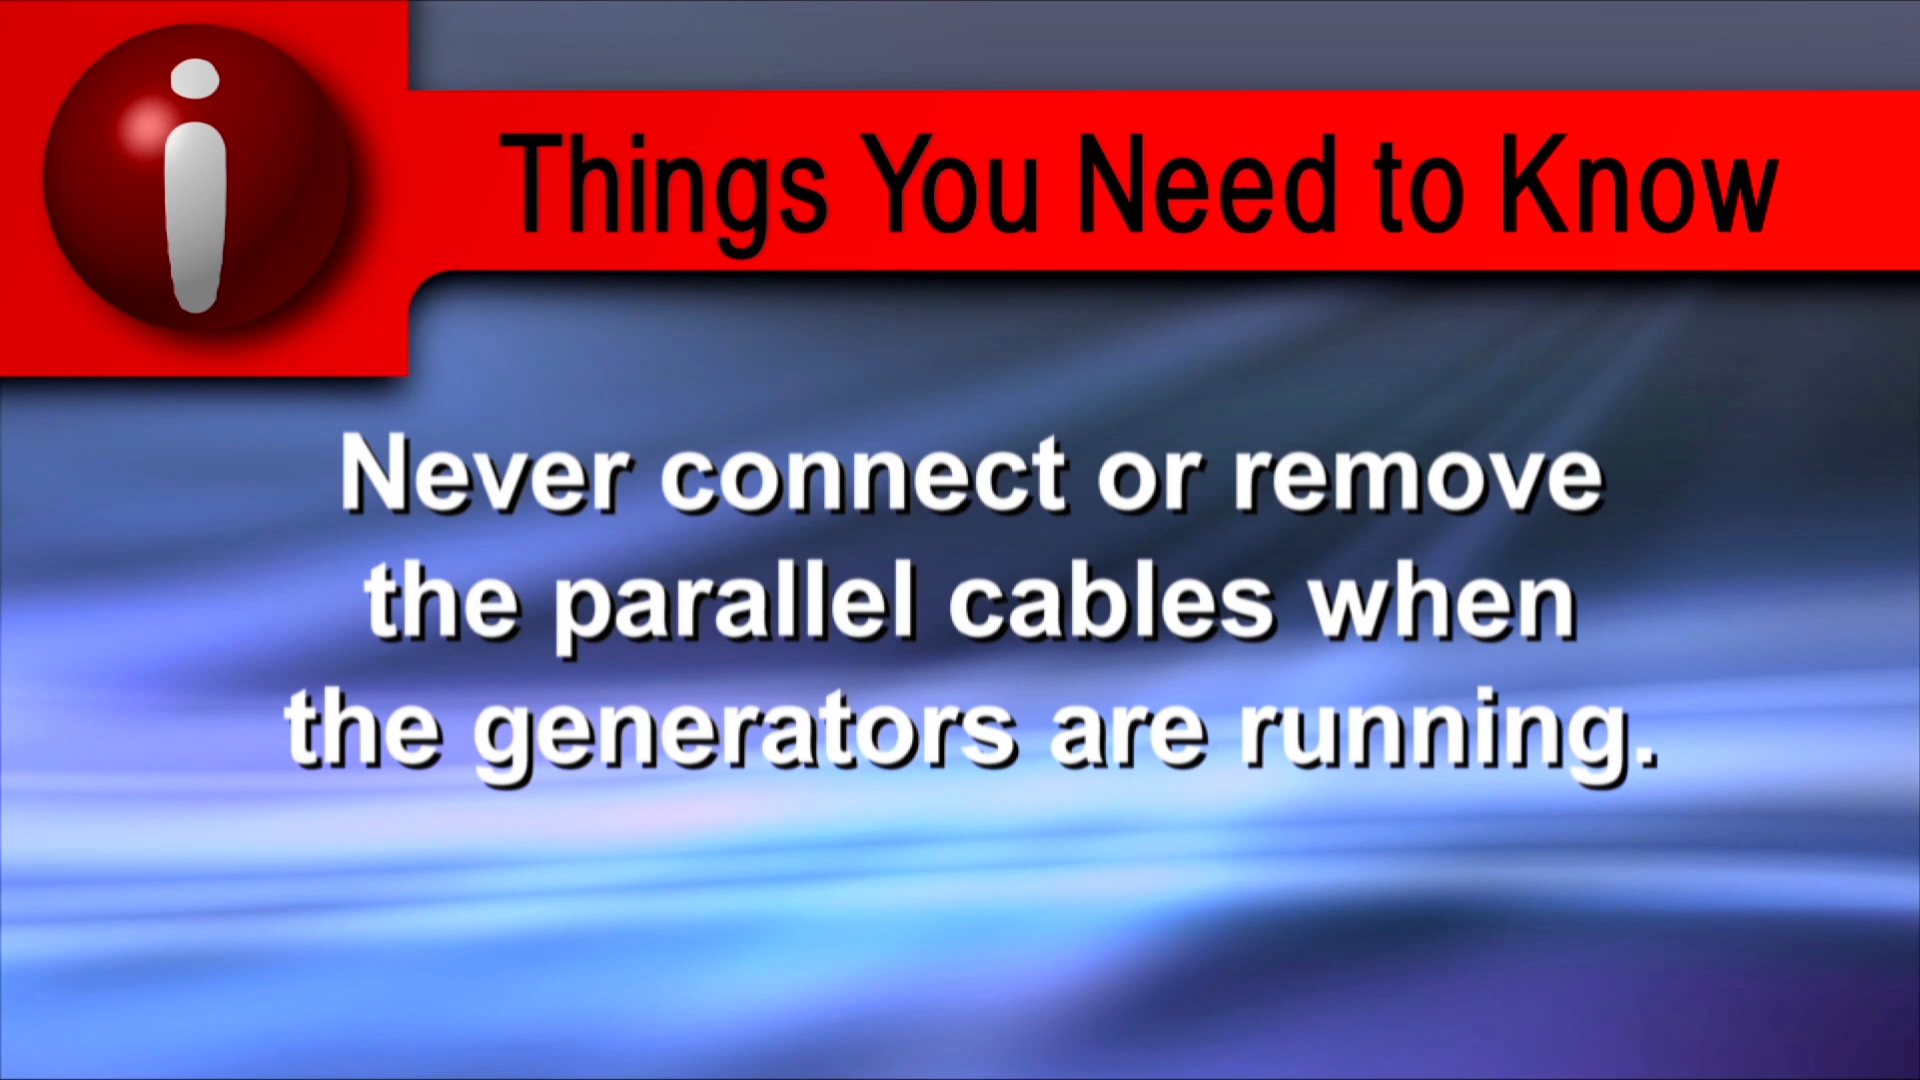 i
Things You Need to Know
Never connect or remove
the parallel cables when
the generators are running.